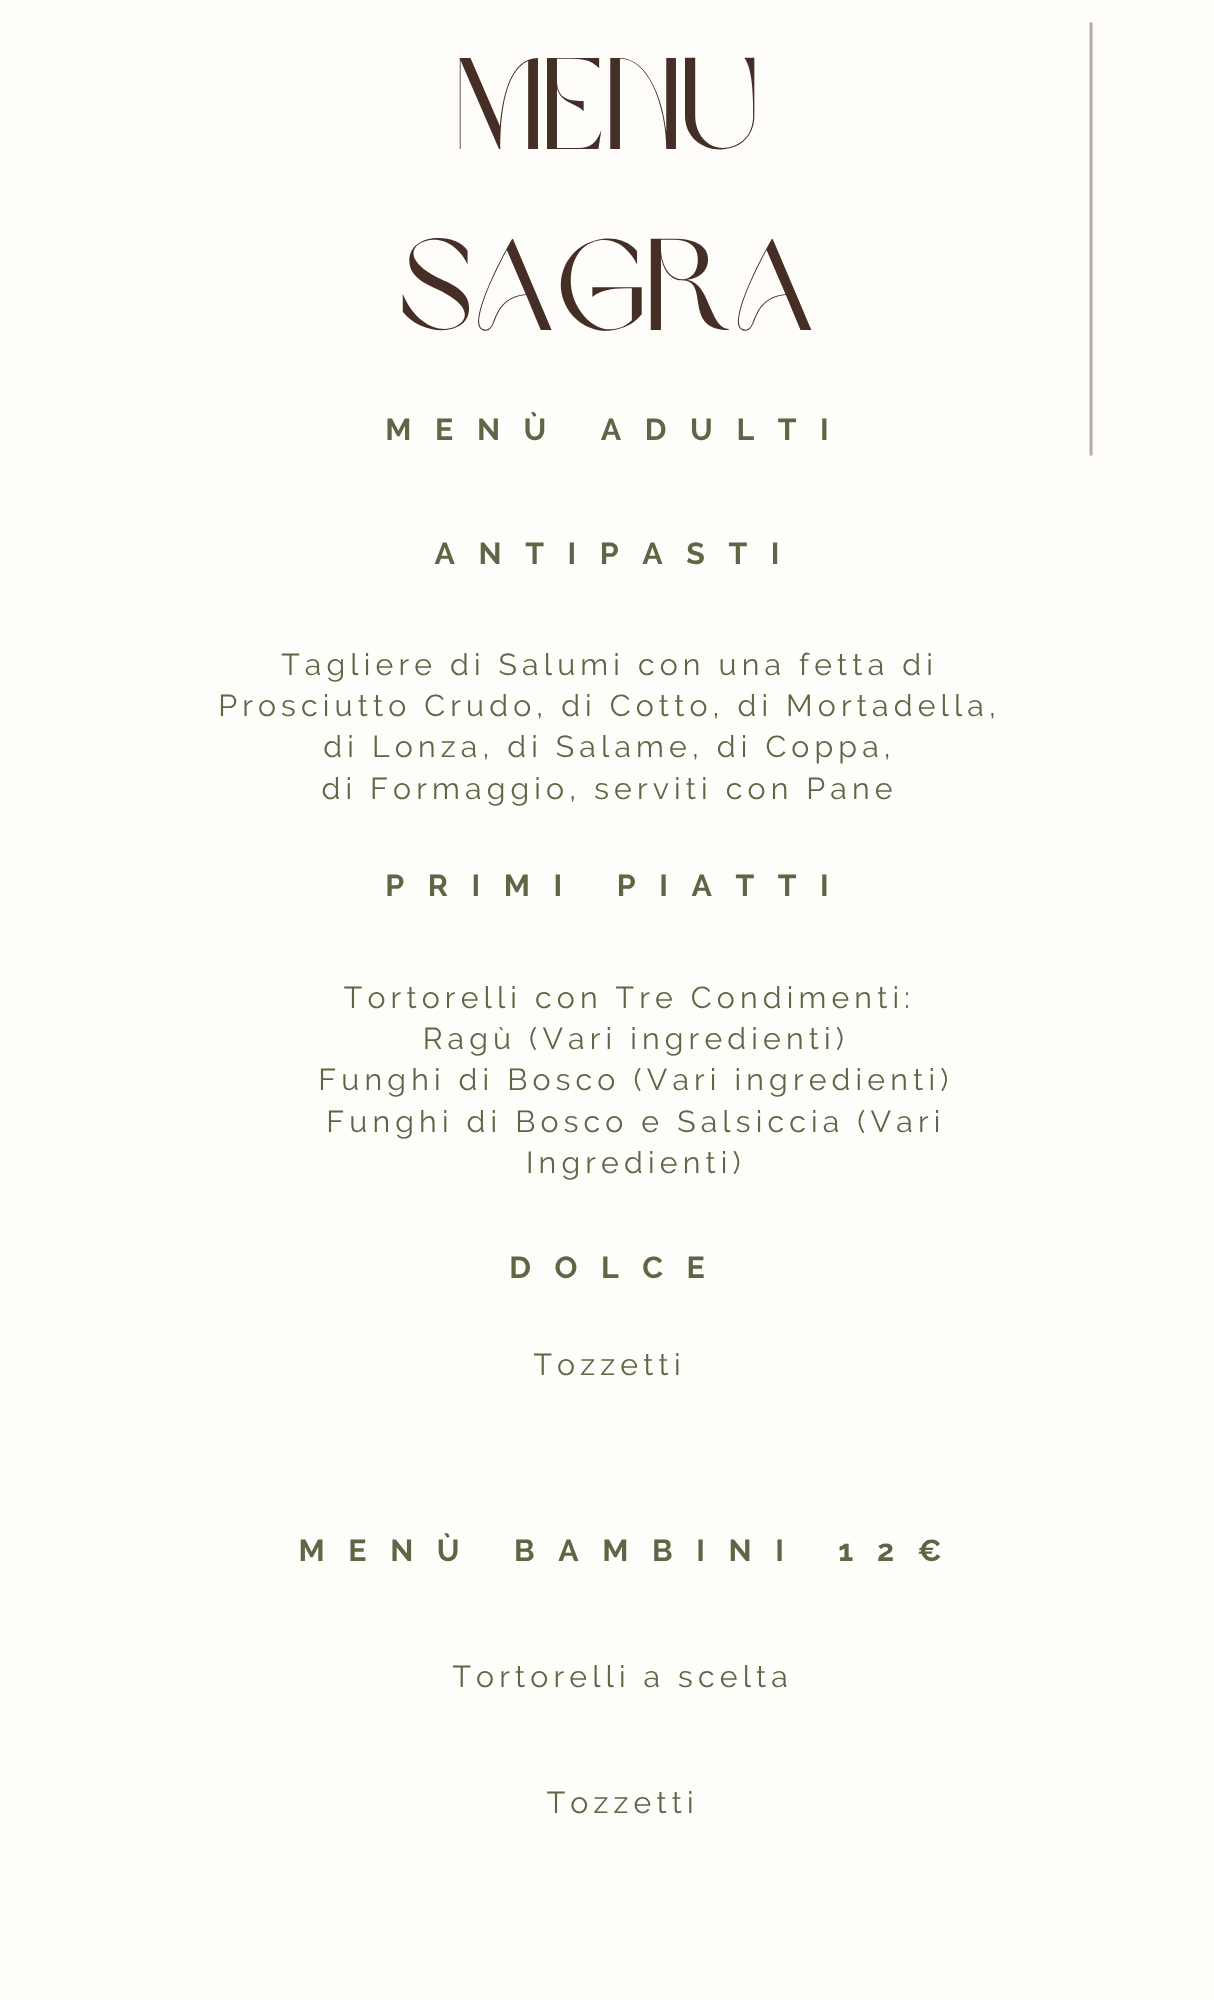 MENU
SAGRA
MENÙ ADULTI
ANTIPASTI
Tagliere di Salumi con una fetta di
Prosciutto Crudo, di Cotto, di Mortadella,
di Lonza, di Salame, di Coppa,
di Formaggio, serviti con Pane
PRIMI PIATTI
Tortorelli con Tre Condimenti:
Ragù (Vari ingredienti)
Funghi di Bosco (Vari ingredienti)
Funghi di Bosco e Salsiccia (Vari
Ingredienti)
DOLCE
Tozzetti
MENÙ BAMBINI 12€
Tortorelli a scelta
Tozzetti